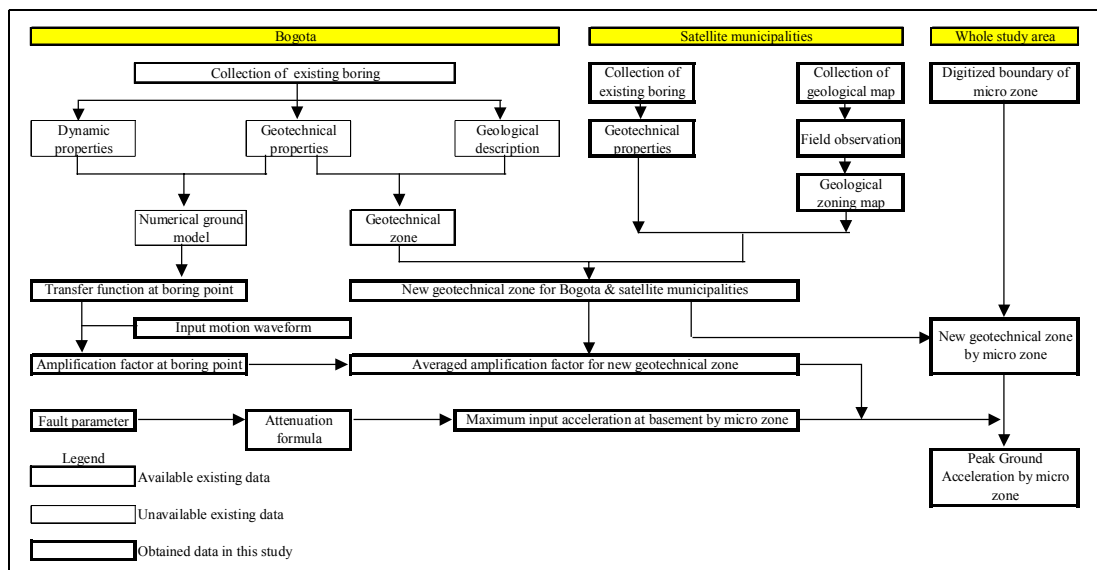 Bogota
Satellite municipalities
Whole study area
Collection of existing boring
Collection of
existing boring
Collection of
geological map
Digitized boundary of
micro zone
Dynamic
properties
Geotechnical
properties
Geological
description
Geotechnical
properties
Field observation
Geological
zoning map
Numerical ground
model
Geotechnical
zone
Transfer function at boring point
New geotechnical zone for Bogota & satellite municipalities
Input motion waveform
New geotechnical zone
by micro zone
Amplification factor at boring point
Averaged amplification factor for new geotechnical zone
Fault parameter
Attenuation
formula
Maximum input acceleration at basement by micro zone
Peak Ground
Acceleration by micro
zone
Legend
Available existing data
Unavailable existing data
Obtained data in this study